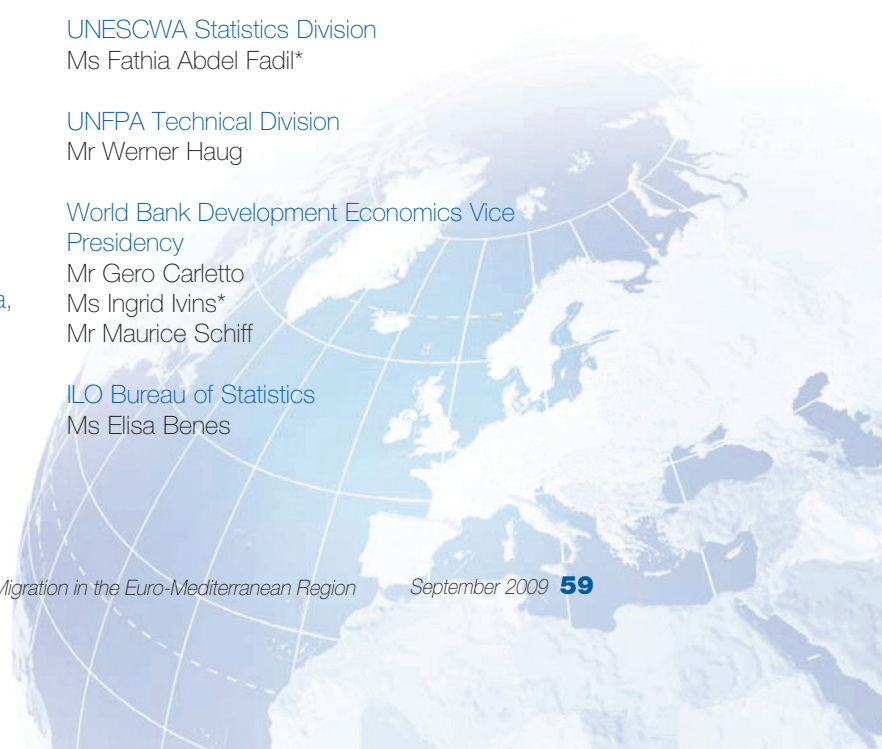 UNESCWA Statistics Division
Ms Fathia Abdel Fadil*
UNFPA Technical Division
Mr Werner Haug
World Bank Development Economics Vice
Presidency
Mr Gero Carletto
a,
Ms Ingrid Ivins*
Mr Maurice Schiff
ILO Bureau of Statistics
Ms Elisa Benes
Migration in the Euro-Mediterranean Region September 2009 59